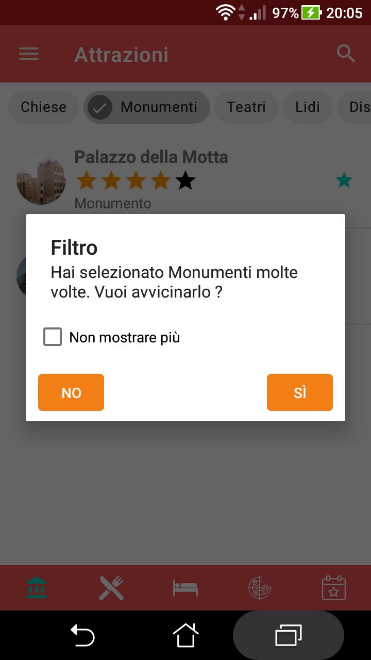 97% 20:05
Attrazioni
Chiese Monumenti Teatri Lidi Dis
Palazzo della Motta
Monumento
Filtro
Hai selezionato Monumenti molte
volte. Vuoi avvicinarlo ?
Non mostrare più
NO SÌ